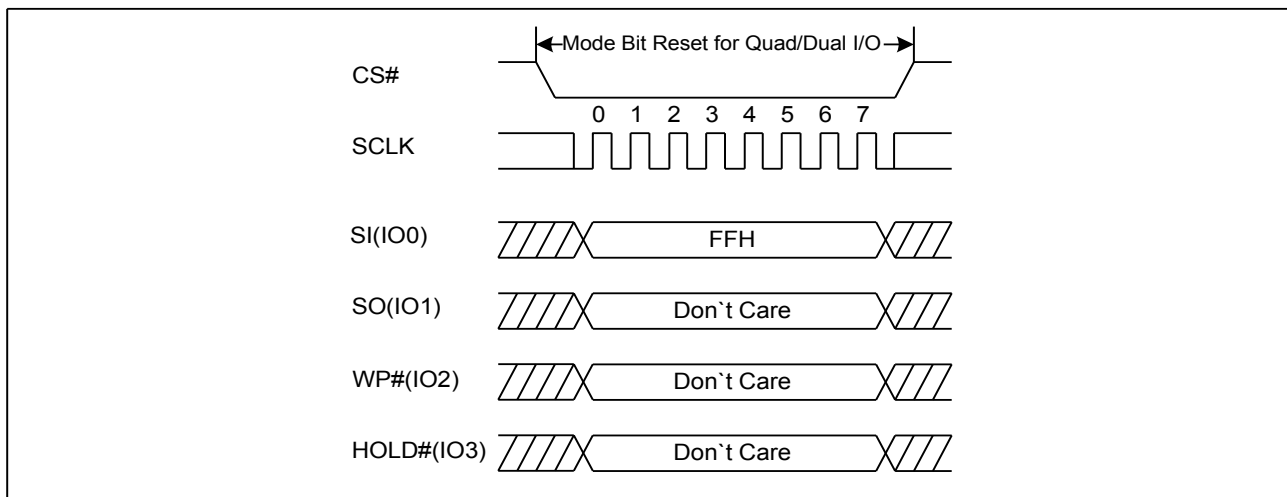 Mode Bit Reset for Quad/Dual I/O
CS#
0 1 2 3 4 5 6 7
SCLK
SI(IO0) FFH
SO(IO1) Don`t Care
WP#(IO2) Don`t Care
HOLD#(IO3) Don`t Care